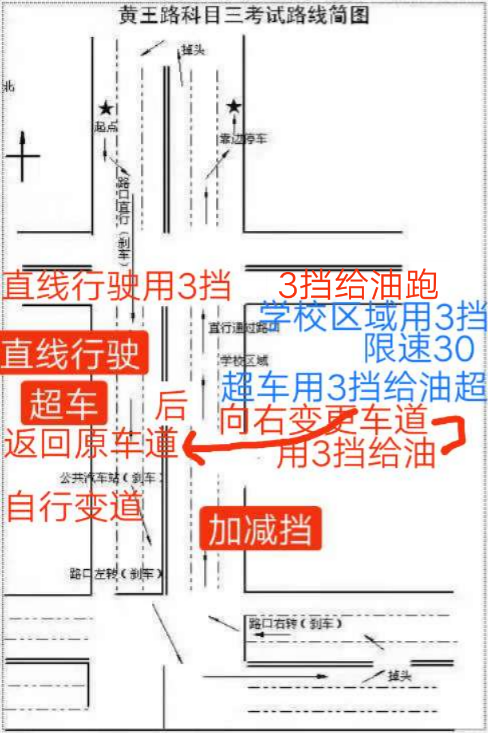 黄王路科目三考试路线简图
掉头
北
起点
靠边停车
路口直行（刹车）
直线行驶用3挡
3挡给油跑
学校区域用3挡
限速30
直行通过路口
直线行驶
学校区域
超车用3挡给油超
超车
后
向右变更车道
返回原车道
用3挡给油
公共汽车站（刹车）
自行变道
加减挡
路口左转（刹车）
路口右转（刹车）
掉头